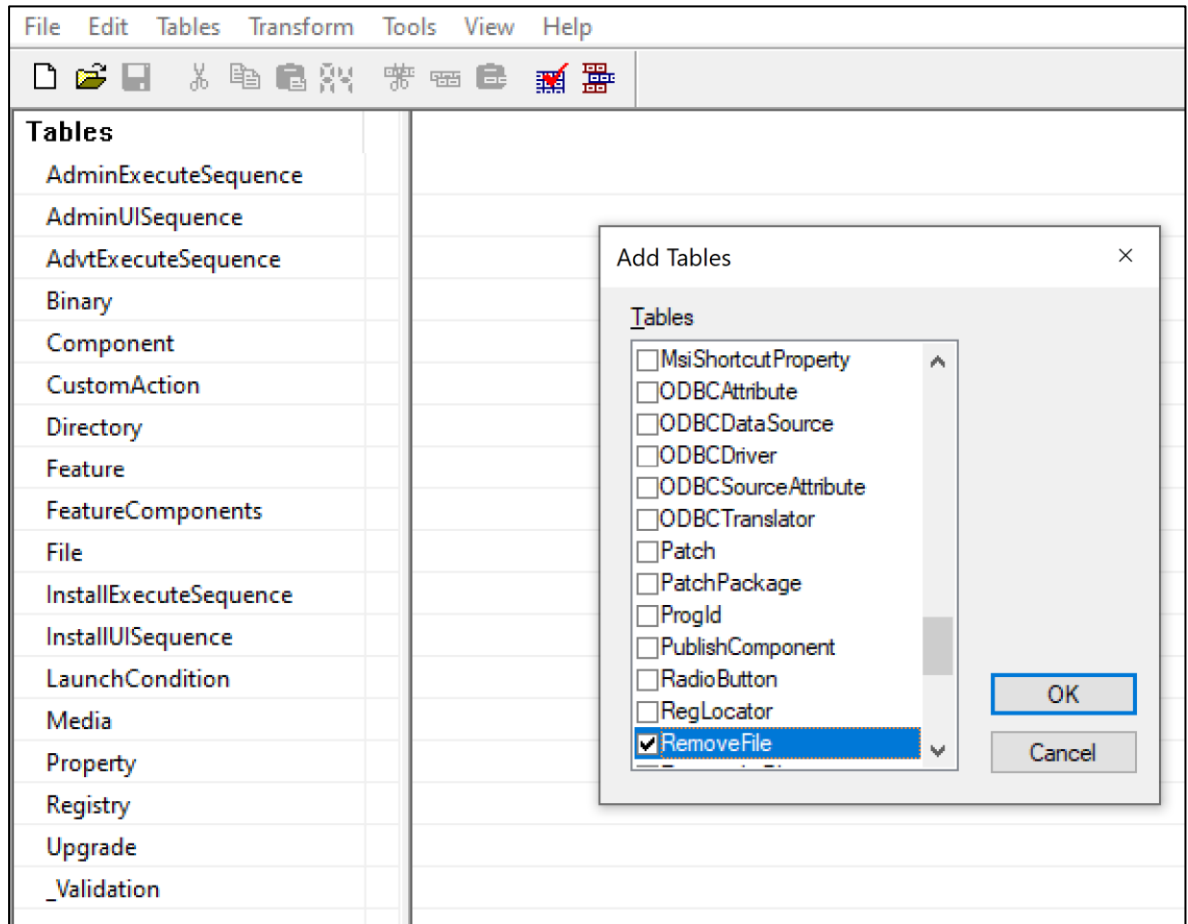 File Edit Tables Transform Tools View Help
Tables
AdminExecuteSequence
AdminUISequence
AdvtExecuteSequence
Binary
Component
CustomAction
Directory
Feature
FeatureComponents
File
InstallExecuteSequence
InstallUISequence
LaunchCondition
Media
Property
Registry
Upgrade
_Validation
Add Tables
Tables
MsiShortcutProperty
ODBCAttribute
ODBCDataSource
ODBCDriver
ODBCSourceAttribute
ODBCTranslator
Patch
PatchPackage
ProgId
PublishComponent
RadioButton
RegLocator
RemoveFile
OK
Cancel